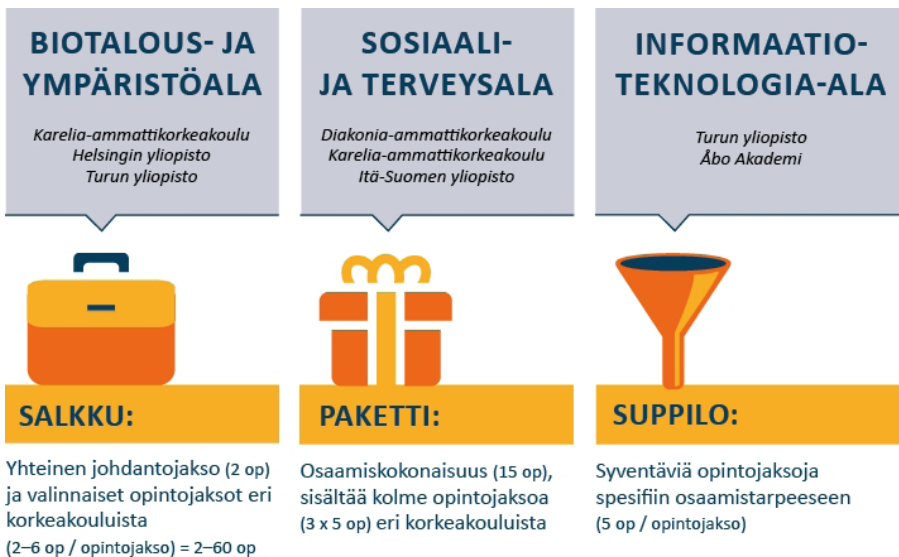 BIOTALOUS- JA
YMPÄRISTÖALA
Karelia-ammattikorkeakoulu
Helsingin yliopisto
Turun yliopisto
SALKKU:
Yhteinen johdantojakso (2 op)
ja valinnaiset opintojaksot eri
korkeakouluista
(2–6 op / opintojakso) = 2–60 op
SOSIAALI-
JA TERVEYSALA
Diakonia-ammattikorkeakoulu
Karelia-ammattikorkeakoulu
Itä-Suomen yliopisto
PAKETTI:
Osaamiskokonaisuus (15 op),
sisältää kolme opintojaksoa
(3 x 5 op) eri korkeakouluista
INFORMAATIO-
TEKNOLOGIA-ALA
Turun yliopisto
Åbo Akademi
SUPPILO:
Syventäviä opintojaksoja
spesifiin osaamistarpeeseen
(5 op / opintojakso)